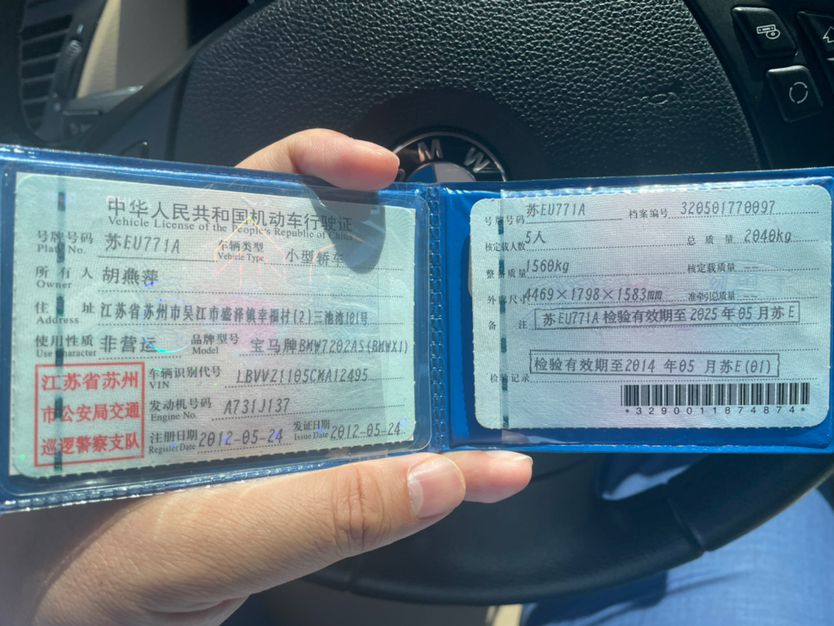 中华人民共和国机动车行驶证
Vehicle License of the People's Republic of China
号牌号码 苏EU771A 车辆类型 小型轿车
Plate No. Vehicle Type
所有人 胡燕萍
Owner
住址 江苏省苏州市吴江市盛泽镇幸福村(2)三池湾101号
Address
使用性质 非营运 品牌型号 宝马牌BMW7202AS(BMWX1)
Use Character Model
江苏省苏州
市公安局交通
巡逻警察支队
车辆识别代号 LBVVZ1105CMA12495
VIN
发动机号码 A731J137
Engine No.
注册日期 2012-05-24 发证日期 2012-05-24
Register Date Issue Date
号牌号码 苏EU771A 档案编号 320501770097
核定载人数 5人 总质量 2040kg
整备质量 1560kg 核定载质量 --
外廓尺寸 4469×1798×1583mm 准牵引总质量 --
备注 苏EU771A 检验有效期至 2025年05月苏E
检验记录 检验有效期至2014年05月苏E(01)
*3290011874874*
BMW